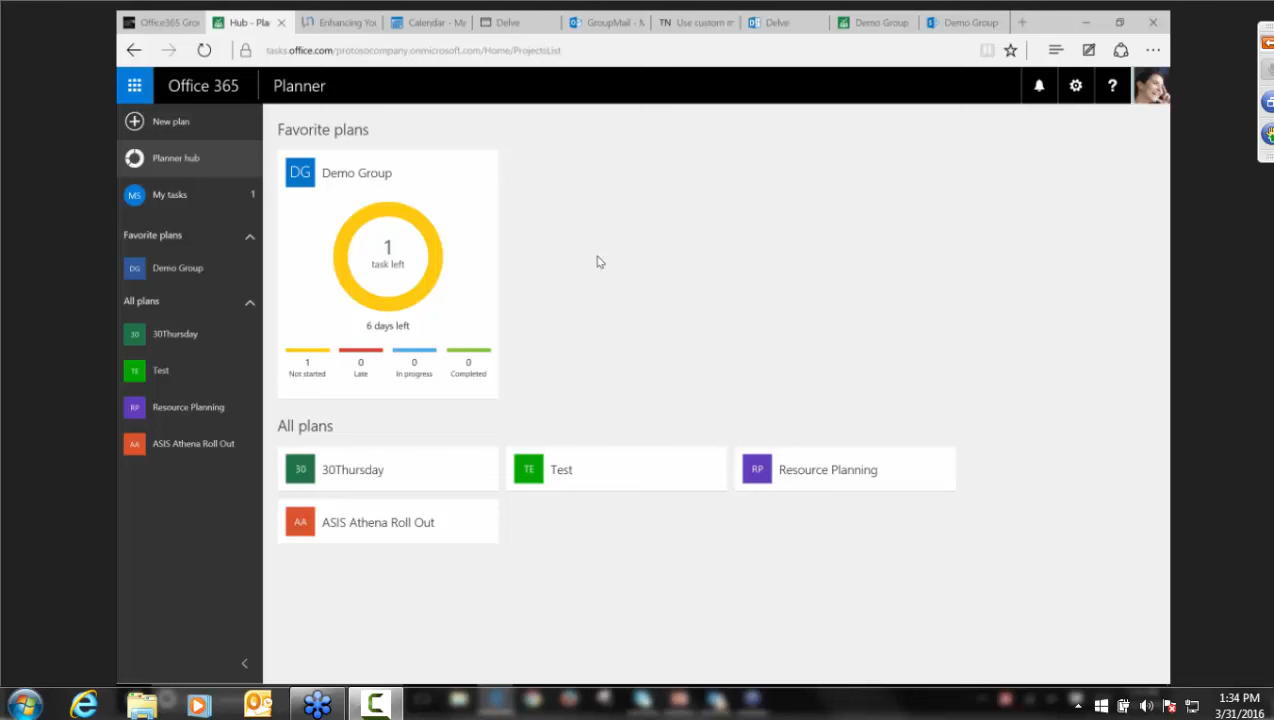 Office365 Gro
Hub - Pla
Enhancing You
Calendar - Me
Delve
GroupMail - M
TN Use custom m
Delve
Demo Group
Demo Group
tasks.office.com/protosocompany.onmicrosoft.com/Home/ProjectsList
Office 365
Planner
New plan
Planner hub
MS My tasks 1
Favorite plans
DG Demo Group
All plans
30 30Thursday
TE Test
RP Resource Planning
AA ASIS Athena Roll Out
Favorite plans
DG Demo Group
1
task left
6 days left
1 0 0 0
Not started Late In progress Completed
All plans
30 30Thursday
TE Test
RP Resource Planning
AA ASIS Athena Roll Out
1:34 PM
3/31/2016